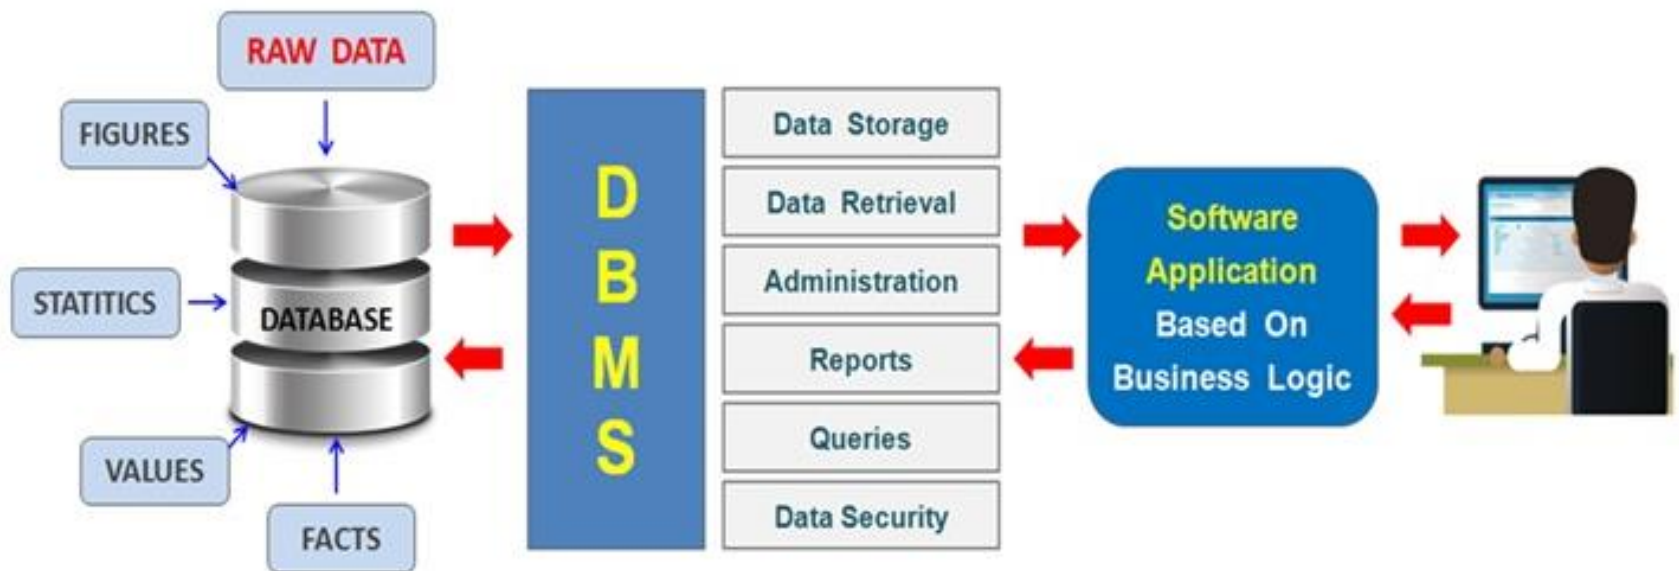 RAW DATA
FIGURES
STATITICS
DATABASE
VALUES
FACTS
D
B
M
S
Data Storage
Data Retrieval
Administration
Reports
Queries
Data Security
Software
Application
Based On
Business Logic